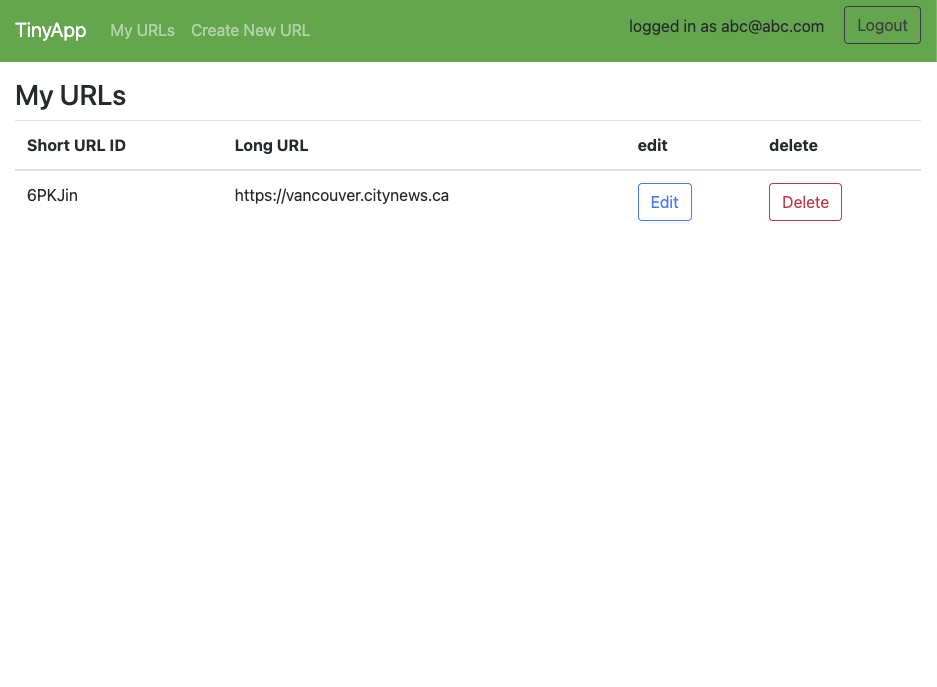 TinyApp My URLs Create New URL logged in as abc@abc.com Logout
My URLs
Short URL ID Long URL edit delete
6PKJin https://vancouver.citynews.ca Edit Delete